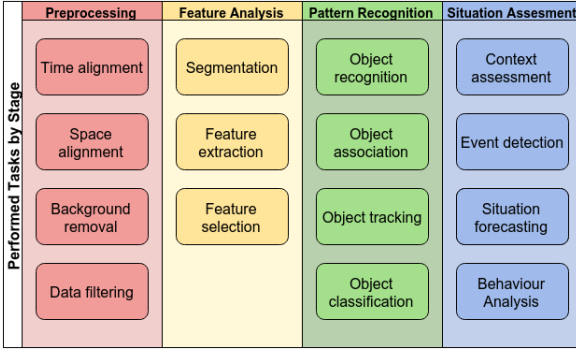 Preprocessing
Feature Analysis
Pattern Recognition
Situation Assesment
Performed Tasks by Stage
Time alignment
Space
alignment
Background
removal
Data filtering
Segmentation
Feature
extraction
Feature
selection
Object
recognition
Object
association
Object tracking
Object
classification
Context
assessment
Event detection
Situation
forecasting
Behaviour
Analysis